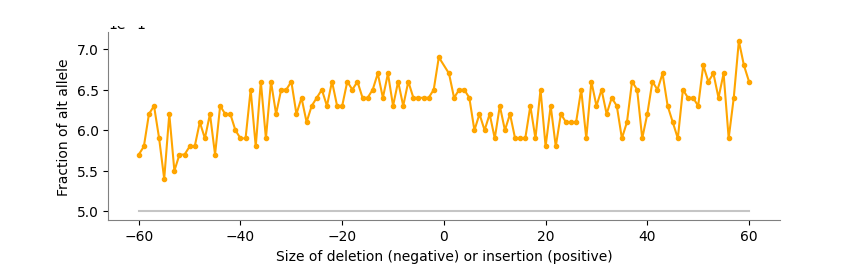 7.0
6.5
6.0
5.5
5.0
Fraction of alt allele
−60 −40 −20 0 20 40 60
Size of deletion (negative) or insertion (positive)